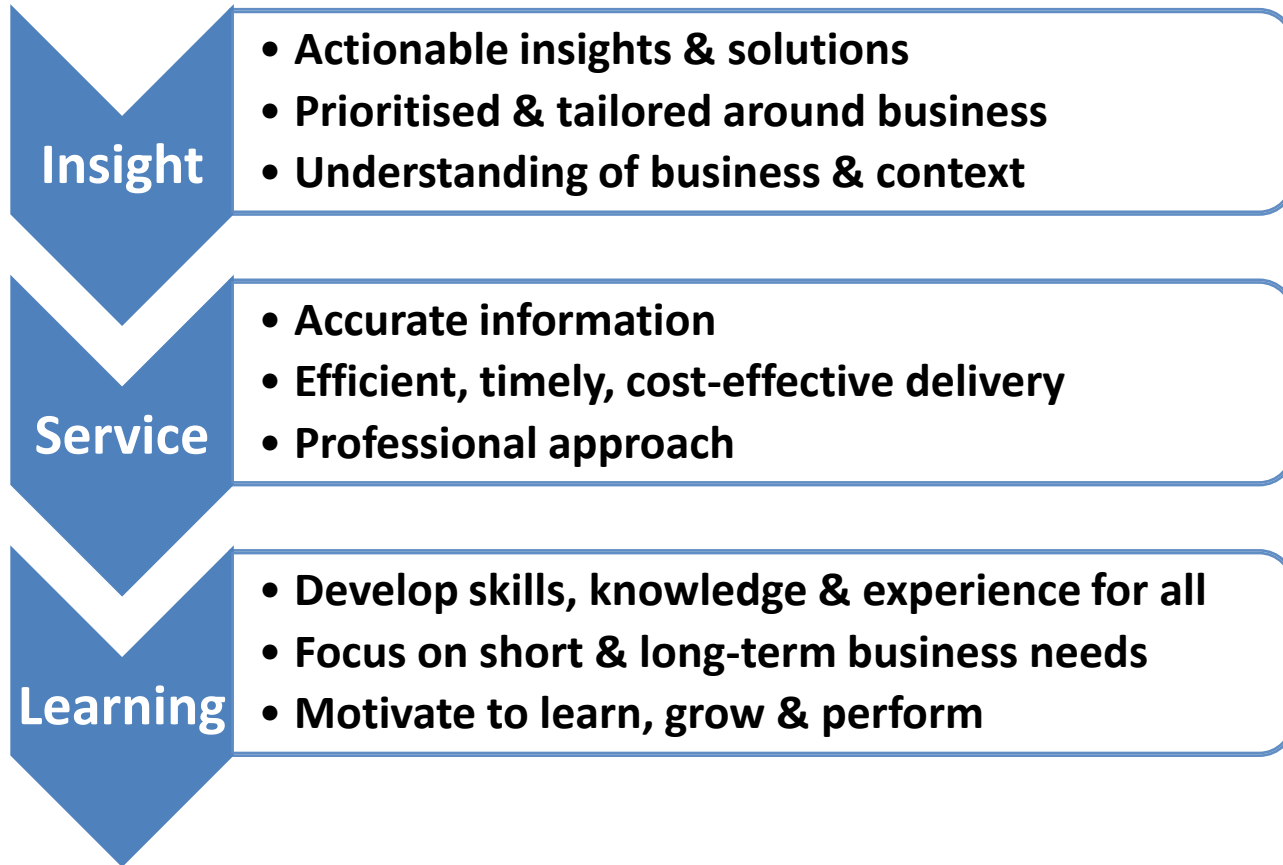 Insight
• Actionable insights & solutions
• Prioritised & tailored around business
• Understanding of business & context
Service
• Accurate information
• Efficient, timely, cost-effective delivery
• Professional approach
Learning
• Develop skills, knowledge & experience for all
• Focus on short & long-term business needs
• Motivate to learn, grow & perform